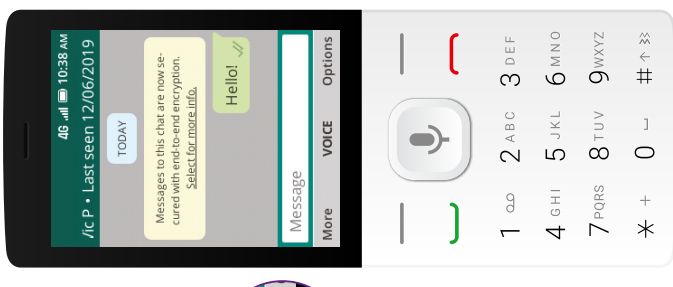 4G 10:38 AM
/ic P • Last seen 12/06/2019
TODAY
Messages to this chat are now se-
cured with end-to-end encryption.
Select for more info.
Hello!
Message
More VOICE Options
1
2 ABC
3 DEF
4 GHI
5 JKL
6 MNO
7 PQRS
8 TUV
9 WXYZ
* +
0
#